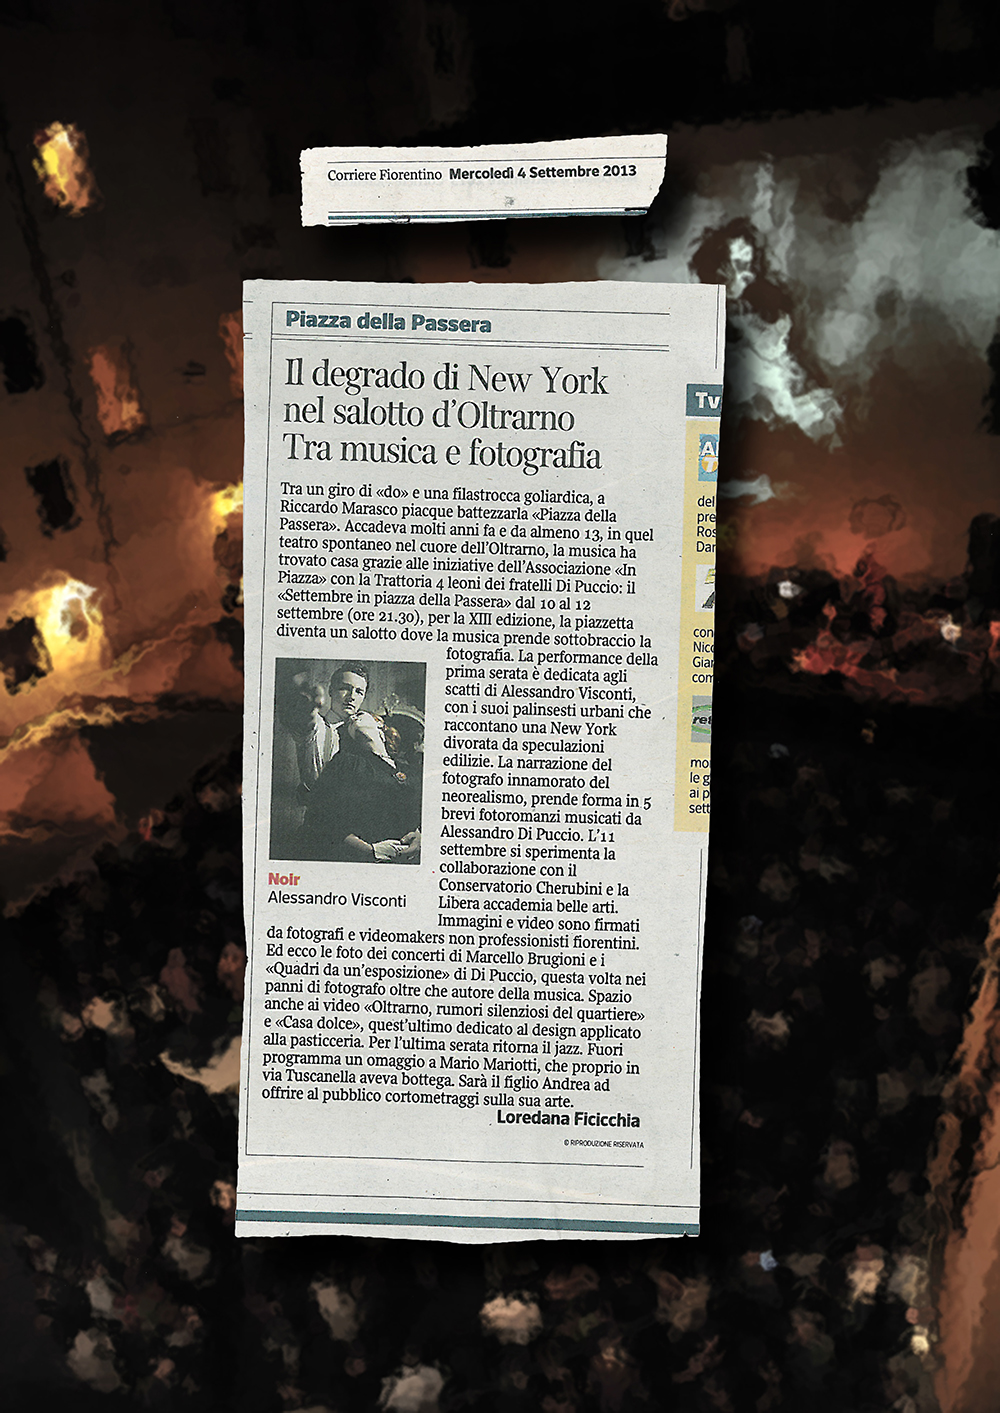 Corriere Fiorentino Mercoledì 4 Settembre 2013
Piazza della Passera
Il degrado di New York
nel salotto d'Oltrarno
Tra musica e fotografia
Tra un giro di «do» e una filastrocca goliardica, a
Riccardo Marasco piacque battezzarla «Piazza della
Passera». Accadeva molti anni fa e da almeno 13, in quel
teatro spontaneo nel cuore dell'Oltrarno, la musica ha
trovato casa grazie alle iniziative dell'Associazione «In
Piazza» con la Trattoria 4 leoni dei fratelli Di Puccio: il
«Settembre in piazza della Passera» dal 10 al 12
settembre (ore 21.30), per la XIII edizione, la piazzetta
diventa un salotto dove la musica prende sottobraccio la
fotografia. La performance della
prima serata è dedicata agli
scatti di Alessandro Visconti,
con i suoi palinsesti urbani che
raccontano una New York
divorata da speculazioni
edilizie. La narrazione del
fotografo innamorato del
neorealismo, prende forma in 5
brevi fotoromanzi musicati da
Alessandro Di Puccio. L'11
settembre si sperimenta la
collaborazione con il
Conservatorio Cherubini e la
Libera accademia belle arti.
Immagini e video sono firmati
da fotografi e videomakers non professionisti fiorentini.
Ed ecco le foto dei concerti di Marcello Brugioni e i
«Quadri da un'esposizione» di Di Puccio, questa volta nei
panni di fotografo oltre che autore della musica. Spazio
anche ai video «Oltrarno, rumori silenziosi del quartiere»
e «Casa dolce», quest'ultimo dedicato al design applicato
alla pasticceria. Per l'ultima serata ritorna il jazz. Fuori
programma un omaggio a Mario Mariotti, che proprio in
via Tuscanella aveva bottega. Sarà il figlio Andrea ad
offrire al pubblico cortometraggi sulla sua arte.
Loredana Ficicchia
© RIPRODUZIONE RISERVATA
Noir
Alessandro Visconti
Tv
del
pre
Ros
Dar
con
Nico
Gian
com
ret
mo
le g
ai p
sett